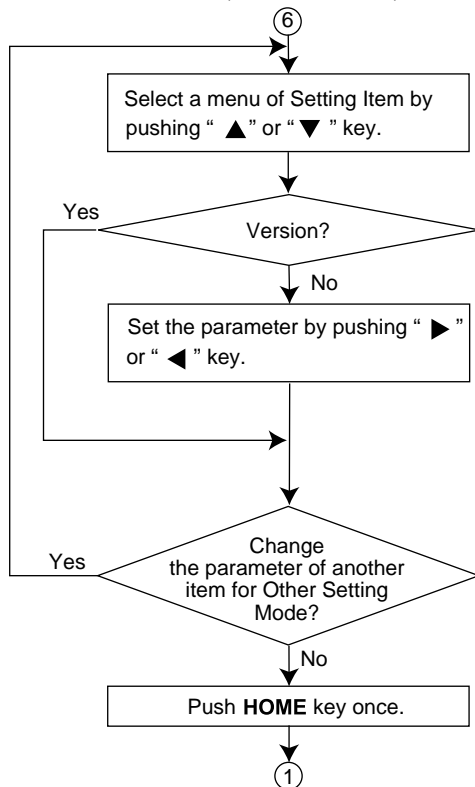 6
Select a menu of Setting Item by
pushing “ ▲” or “▼ ” key.
Yes
Version?
No
Set the parameter by pushing “ ▶ ”
or “ ◀ ” key.
Change
Yes
the parameter of another
item for Other Setting
Mode?
No
Push HOME key once.
1